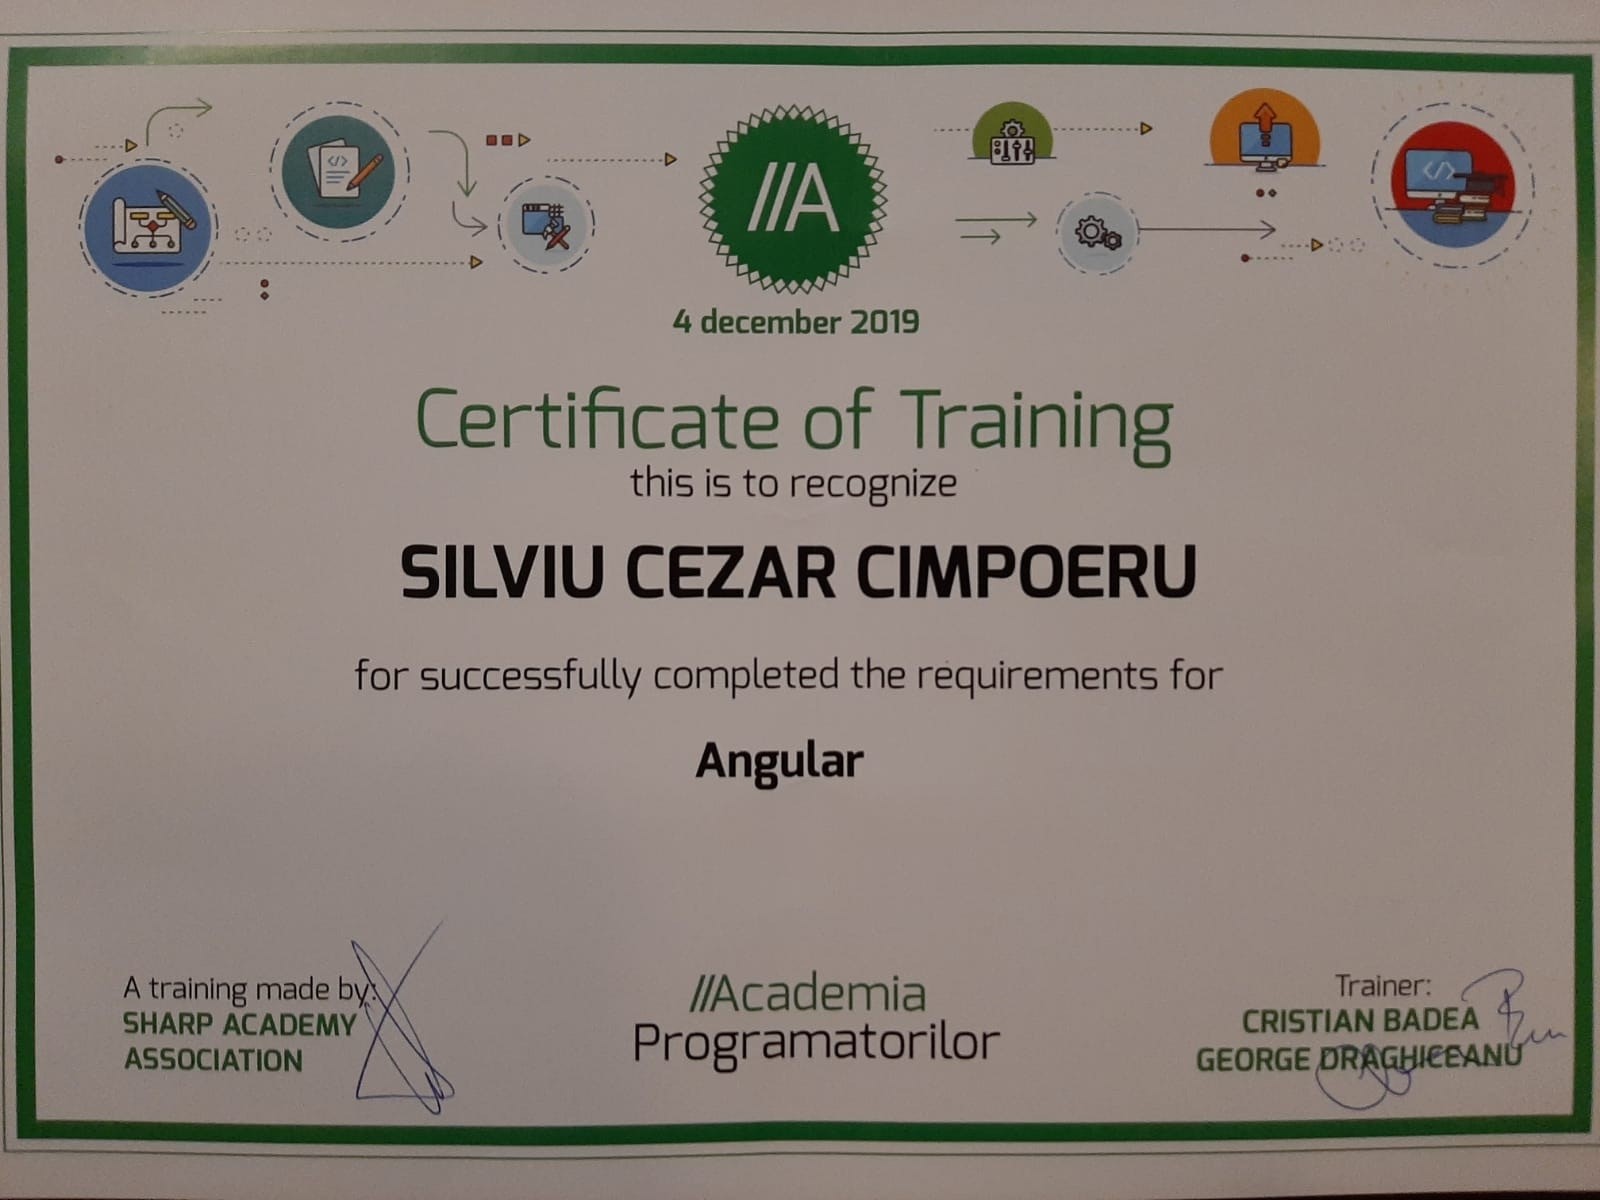 //A
4 december 2019
Certificate of Training
this is to recognize
SILVIU CEZAR CIMPOERU
for successfully completed the requirements for
Angular
A training made by:
SHARP ACADEMY
ASSOCIATION
//Academia
Programatorilor
Trainer:
CRISTIAN BADEA
GEORGE DRAGHICEANU